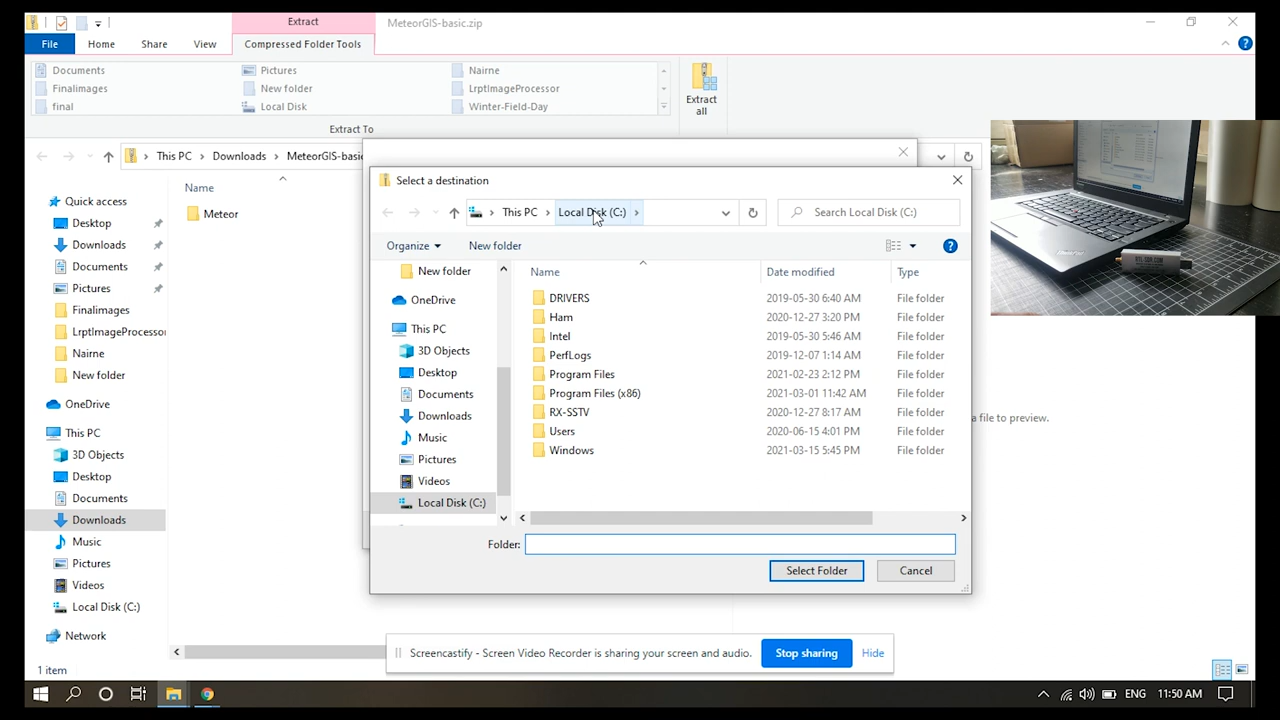 Extract
MeteorGIS-basic.zip
File Home Share View Compressed Folder Tools
Documents Pictures Nairne
Finalimages New folder LrptImageProcessor
final Local Disk Winter-Field-Day
Extract all
Extract To
This PC Downloads MeteorGIS-basic
Select a destination
This PC Local Disk (C:) Search Local Disk (C:)
Organize New folder
Quick access
Desktop
Downloads
Documents
Pictures
Finalimages
LrptImageProcessor
Nairne
New folder
OneDrive
This PC
3D Objects
Desktop
Documents
Downloads
Music
Pictures
Videos
Local Disk (C:)
Network
1 item
Name
Meteor
New folder
OneDrive
This PC
3D Objects
Desktop
Documents
Downloads
Music
Pictures
Videos
Local Disk (C:)
Name Date modified Type
DRIVERS 2019-05-30 6:40 AM File folder
Ham 2020-12-27 3:20 PM File folder
Intel 2019-05-30 5:46 AM File folder
PerfLogs 2019-12-07 1:14 AM File folder
Program Files 2021-02-23 2:12 PM File folder
Program Files (x86) 2021-03-01 11:42 AM File folder
RX-SSTV 2020-12-27 8:17 AM File folder
Users 2020-06-15 4:01 PM File folder
Windows 2021-03-15 5:45 PM File folder
a file to preview.
Folder:
Select Folder Cancel
Screencastify - Screen Video Recorder is sharing your screen and audio. Stop sharing Hide
ENG 11:50 AM